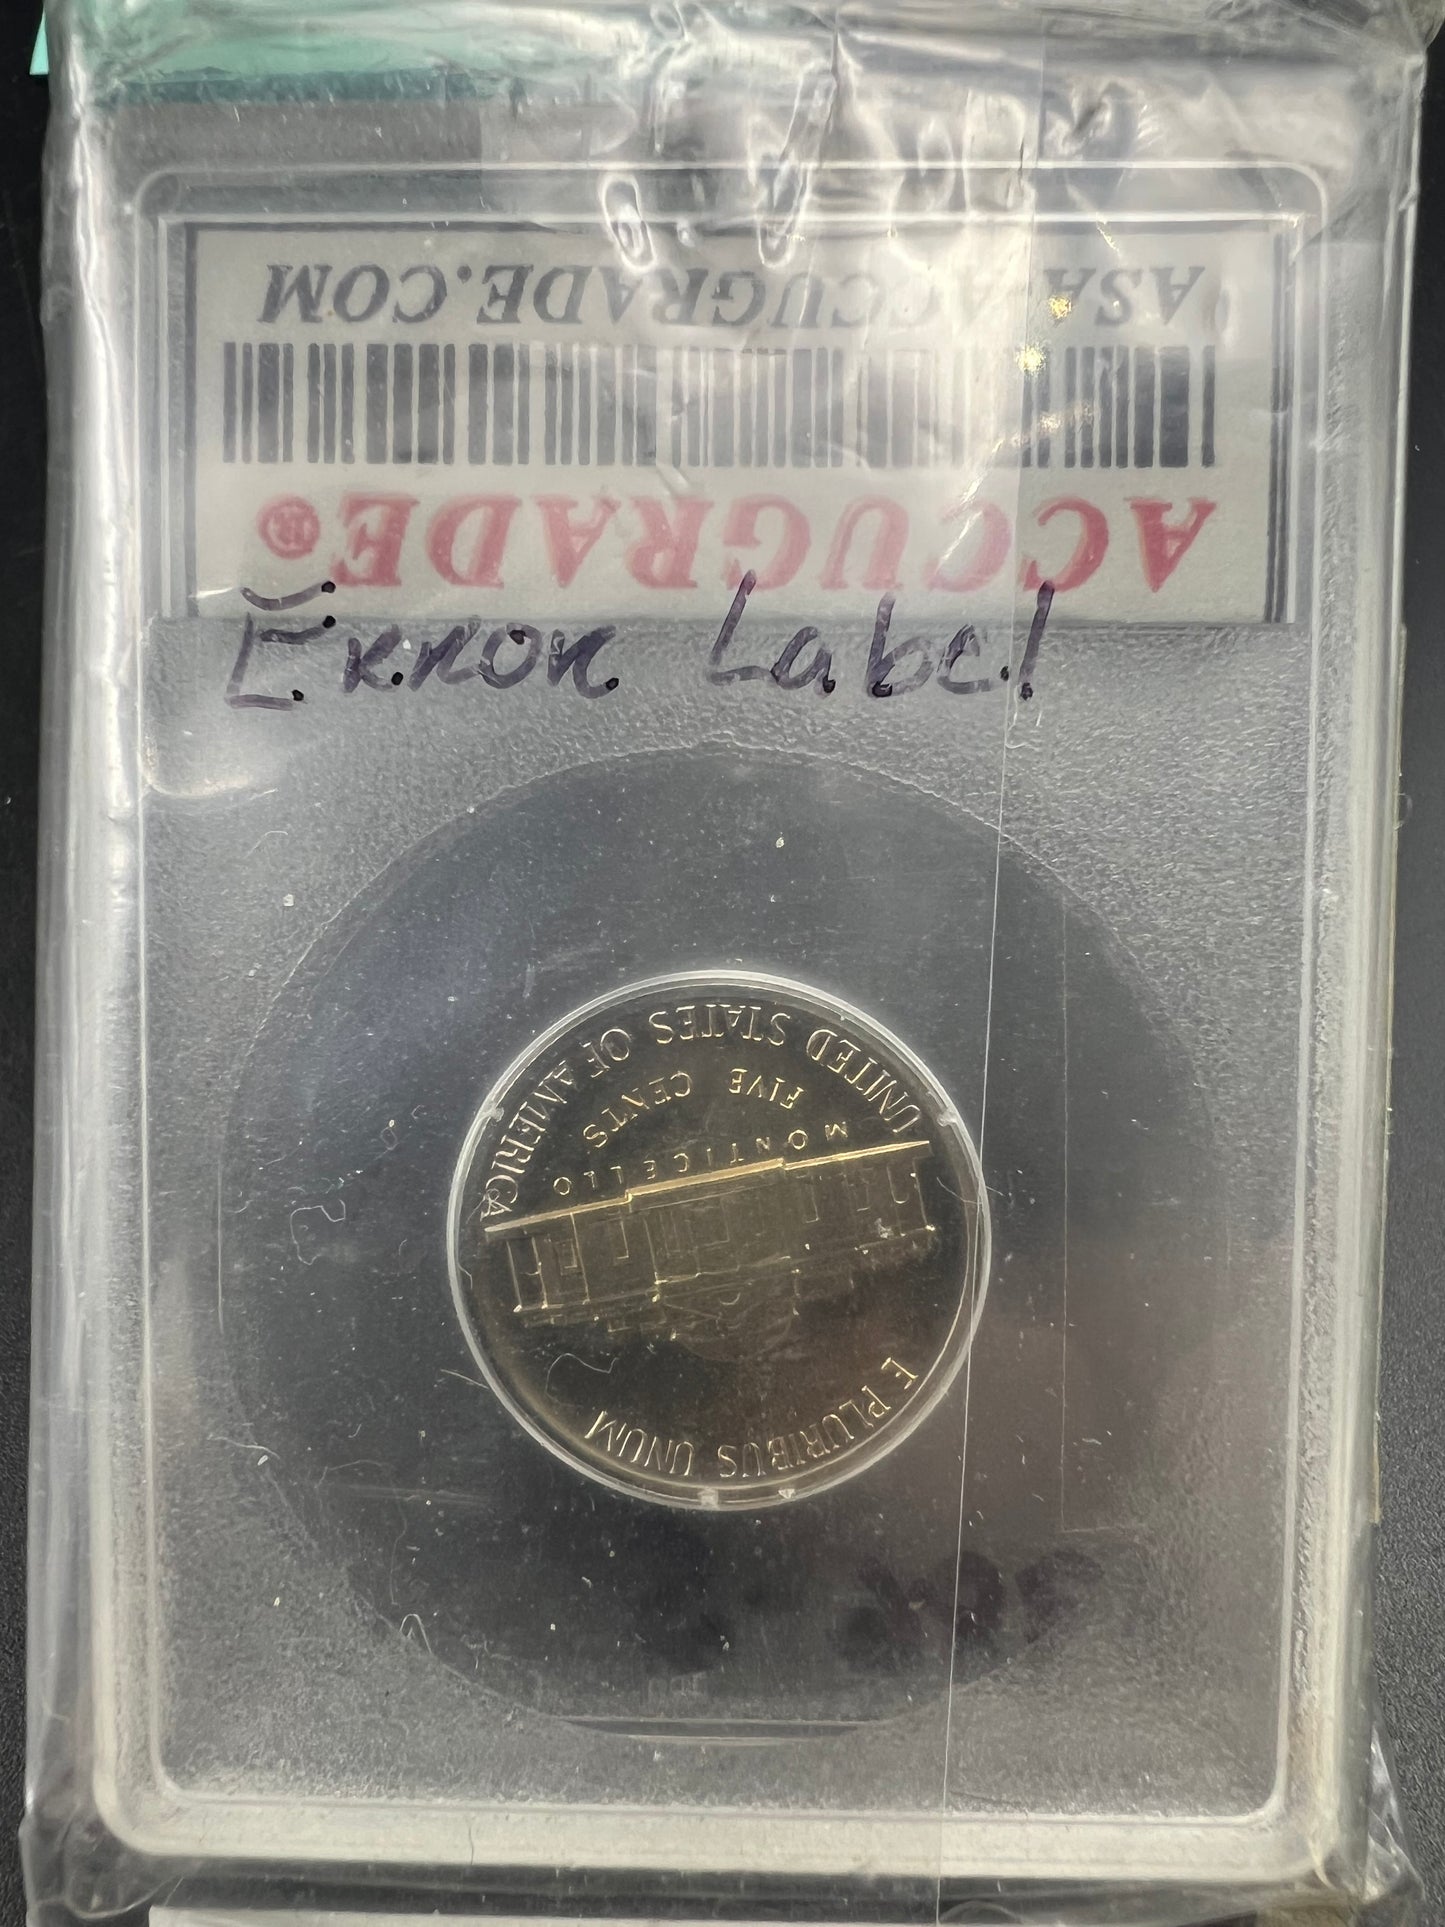 ASA-ACCUGRADE.COM
ACCUGRADE®
Error Label
UNITED STATES OF AMERICA
FIVE CENTS
MONTICELLO
E PLURIBUS UNUM